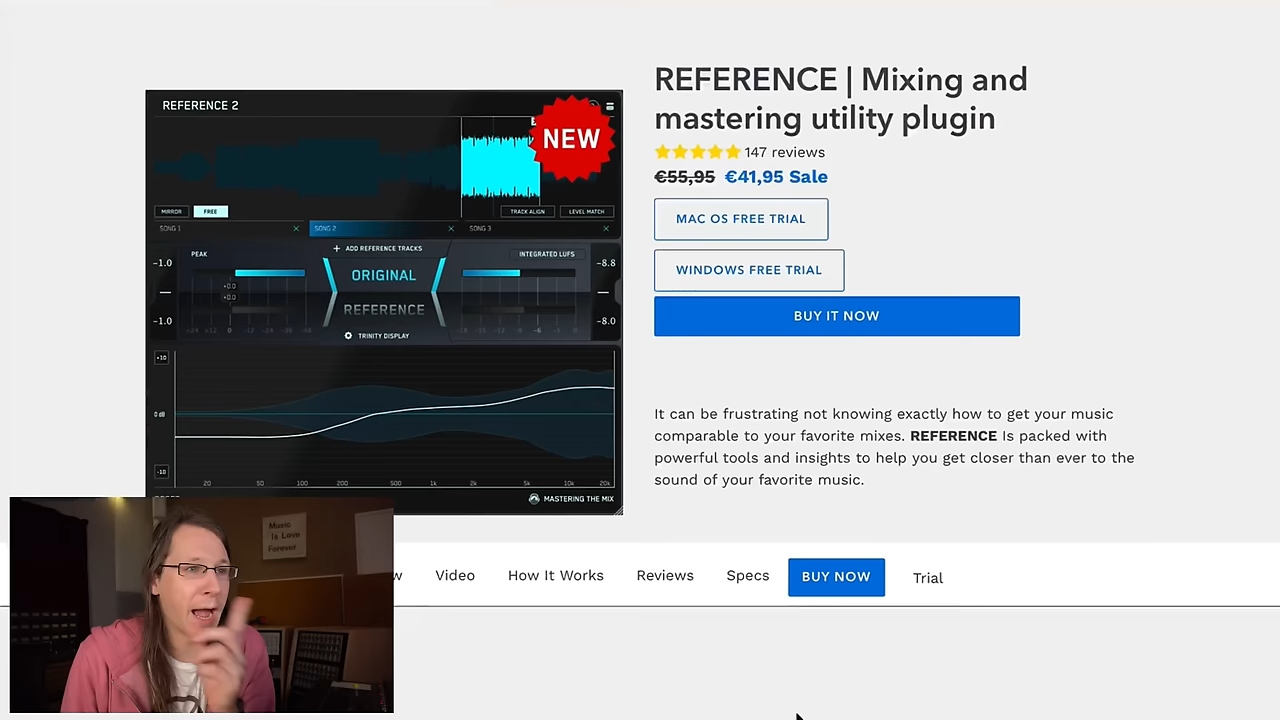 REFERENCE | Mixing and
mastering utility plugin
147 reviews
€55,95 €41,95 Sale
MAC OS FREE TRIAL
WINDOWS FREE TRIAL
BUY IT NOW
It can be frustrating not knowing exactly how to get your music
comparable to your favorite mixes. REFERENCE Is packed with
powerful tools and insights to help you get closer than ever to the
sound of your favorite music.
REFERENCE 2
NEW
MIRROR FREE TRACK ALIGN LEVEL MATCH
SONG 1 SONG 2 SONG 3
+ ADD REFERENCE TRACKS
PEAK INTEGRATED LUFS
-1.0 ORIGINAL -8.8
+0.0
+0.0
-1.0 REFERENCE -8.0
TRINITY DISPLAY
+10
0 dB
-10
20 50 100 200 500 1k 2k 5k 10k 20k
MASTERING THE MIX
Music
Is Love
Forever
w Video How It Works Reviews Specs BUY NOW Trial